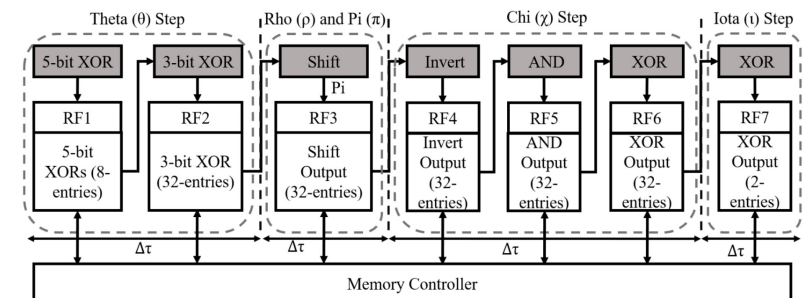 Theta (θ) Step
Rho (ρ) and Pi (π)
Chi (χ) Step
Iota (ι) Step
5-bit XOR
3-bit XOR
Shift
Invert
AND
XOR
XOR
Pi
RF1
RF2
RF3
RF4
RF5
RF6
RF7
5-bit
XORs (8-
entries)
3-bit XOR
(32-entries)
Shift
Output
(32-entries)
Invert
Output
(32-
entries)
AND
Output
(32-
entries)
XOR
Output
(32-
entries)
XOR
Output
(2-
entries)
Δτ
Δτ
Δτ
Δτ
Memory Controller